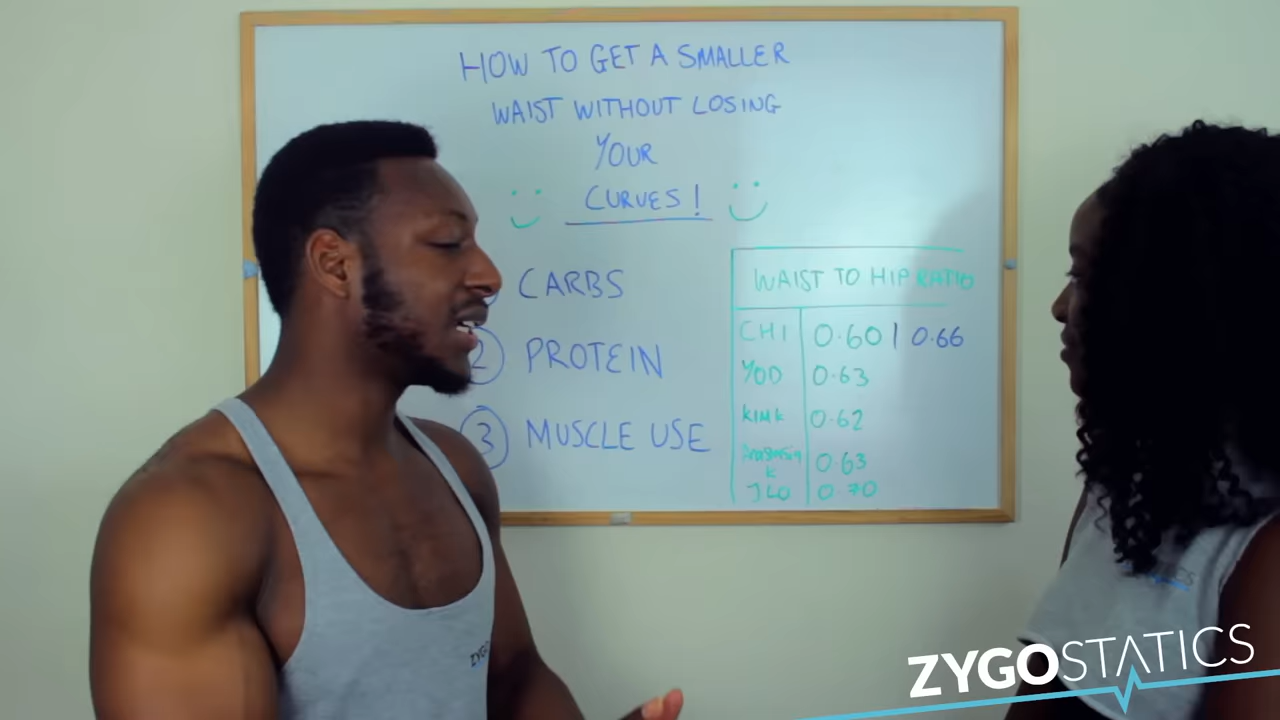 HOW TO GET A SMALLER
WAIST WITHOUT LOSING
YOUR
CURVES!
CARBS
2 PROTEIN
3 MUSCLE USE
WAIST TO HIP RATIO
CHI 0.60 | 0.66
YOD 0.63
KIM K 0.62
K 0.63
JLO 0.70
ZYGOSTATICS